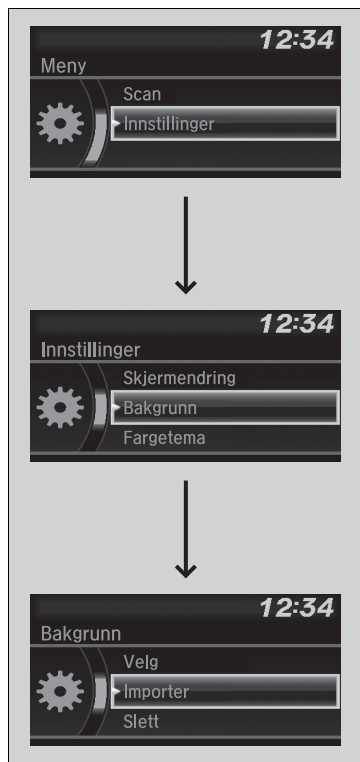 12:34
Meny
Scan
Innstillinger
12:34
Innstillinger
Skjermendring
Bakgrunn
Fargetema
12:34
Bakgrunn
Velg
Importer
Slett